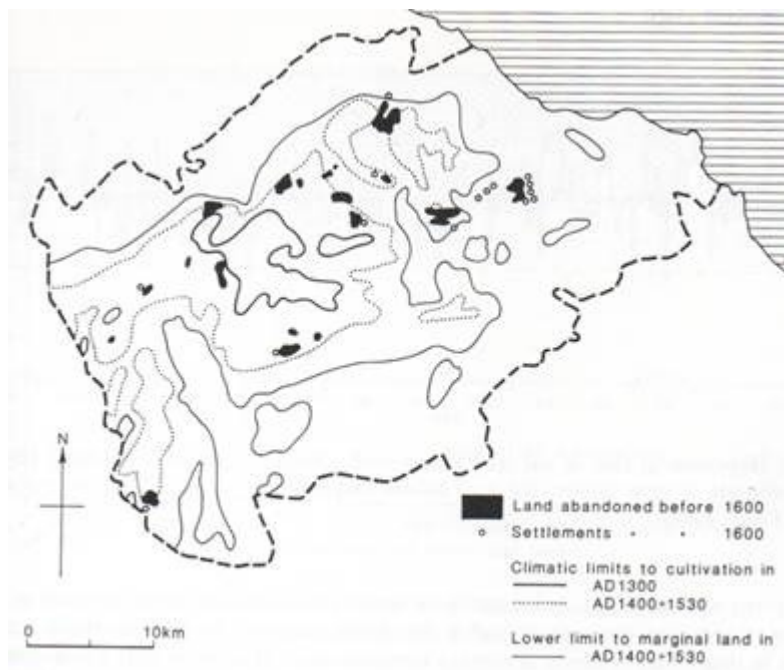 N
0 10km
Land abandoned before 1600
Settlements " " 1600
Climatic limits to cultivation in
AD1300
AD1400+1530
Lower limit to marginal land in
AD1400+1530